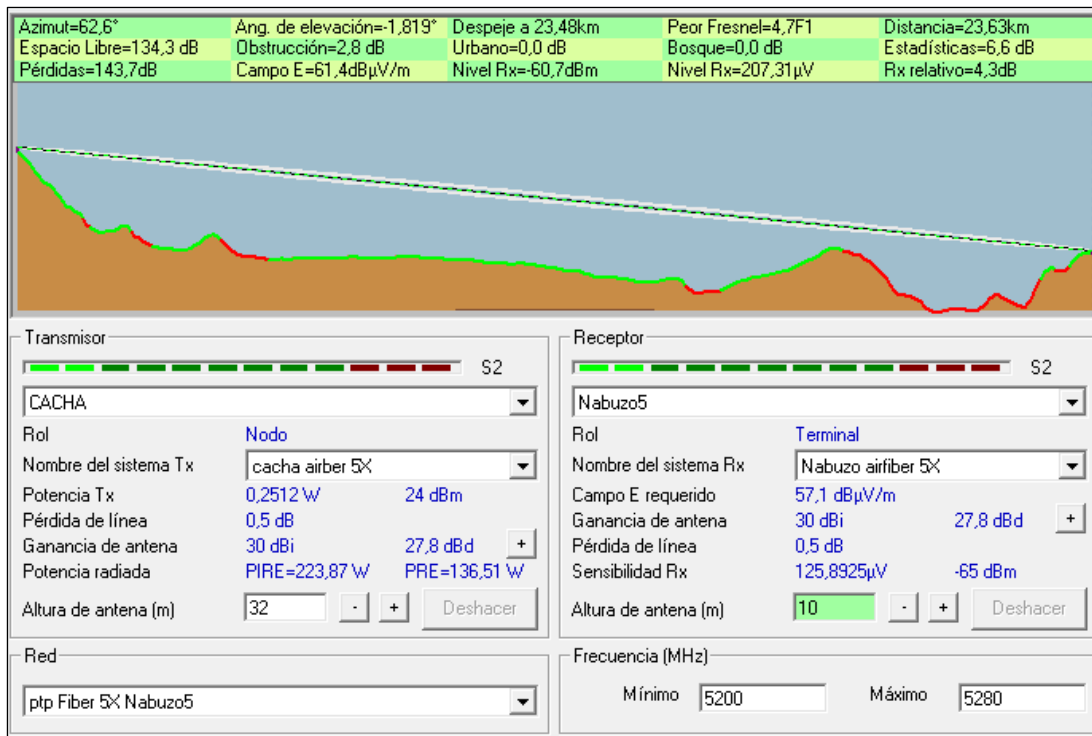 Azimut=62,6° Ang. de elevación=-1,819° Despeje a 23,48km Peor Fresnel=4,7F1 Distancia=23,63km
Espacio Libre=134,3 dB Obstrucción=2,8 dB Urbano=0,0 dB Bosque=0,0 dB Estadísticas=6,6 dB
Pérdidas=143,7dB Campo E=61,4dBµV/m Nivel Rx=-60,7dBm Nivel Rx=207,31µV Rx relativo=4,3dB
Transmisor
S2
CACHA
Rol Nodo
Nombre del sistema Tx cacha airber 5X
Potencia Tx 0,2512 W 24 dBm
Pérdida de línea 0,5 dB
Ganancia de antena 30 dBi 27,8 dBd +
Potencia radiada PIRE=223,87 W PRE=136,51 W
Altura de antena (m) 32 - + Deshacer
Receptor
S2
Nabuzo5
Rol Terminal
Nombre del sistema Rx Nabuzo airfiber 5X
Campo E requerido 57,1 dBµV/m
Ganancia de antena 30 dBi 27,8 dBd +
Pérdida de línea 0,5 dB
Sensibilidad Rx 125,8925µV -65 dBm
Altura de antena (m) 10 - + Deshacer
Red
ptp Fiber 5X Nabuzo5
Frecuencia (MHz)
Mínimo 5200 Máximo 5280